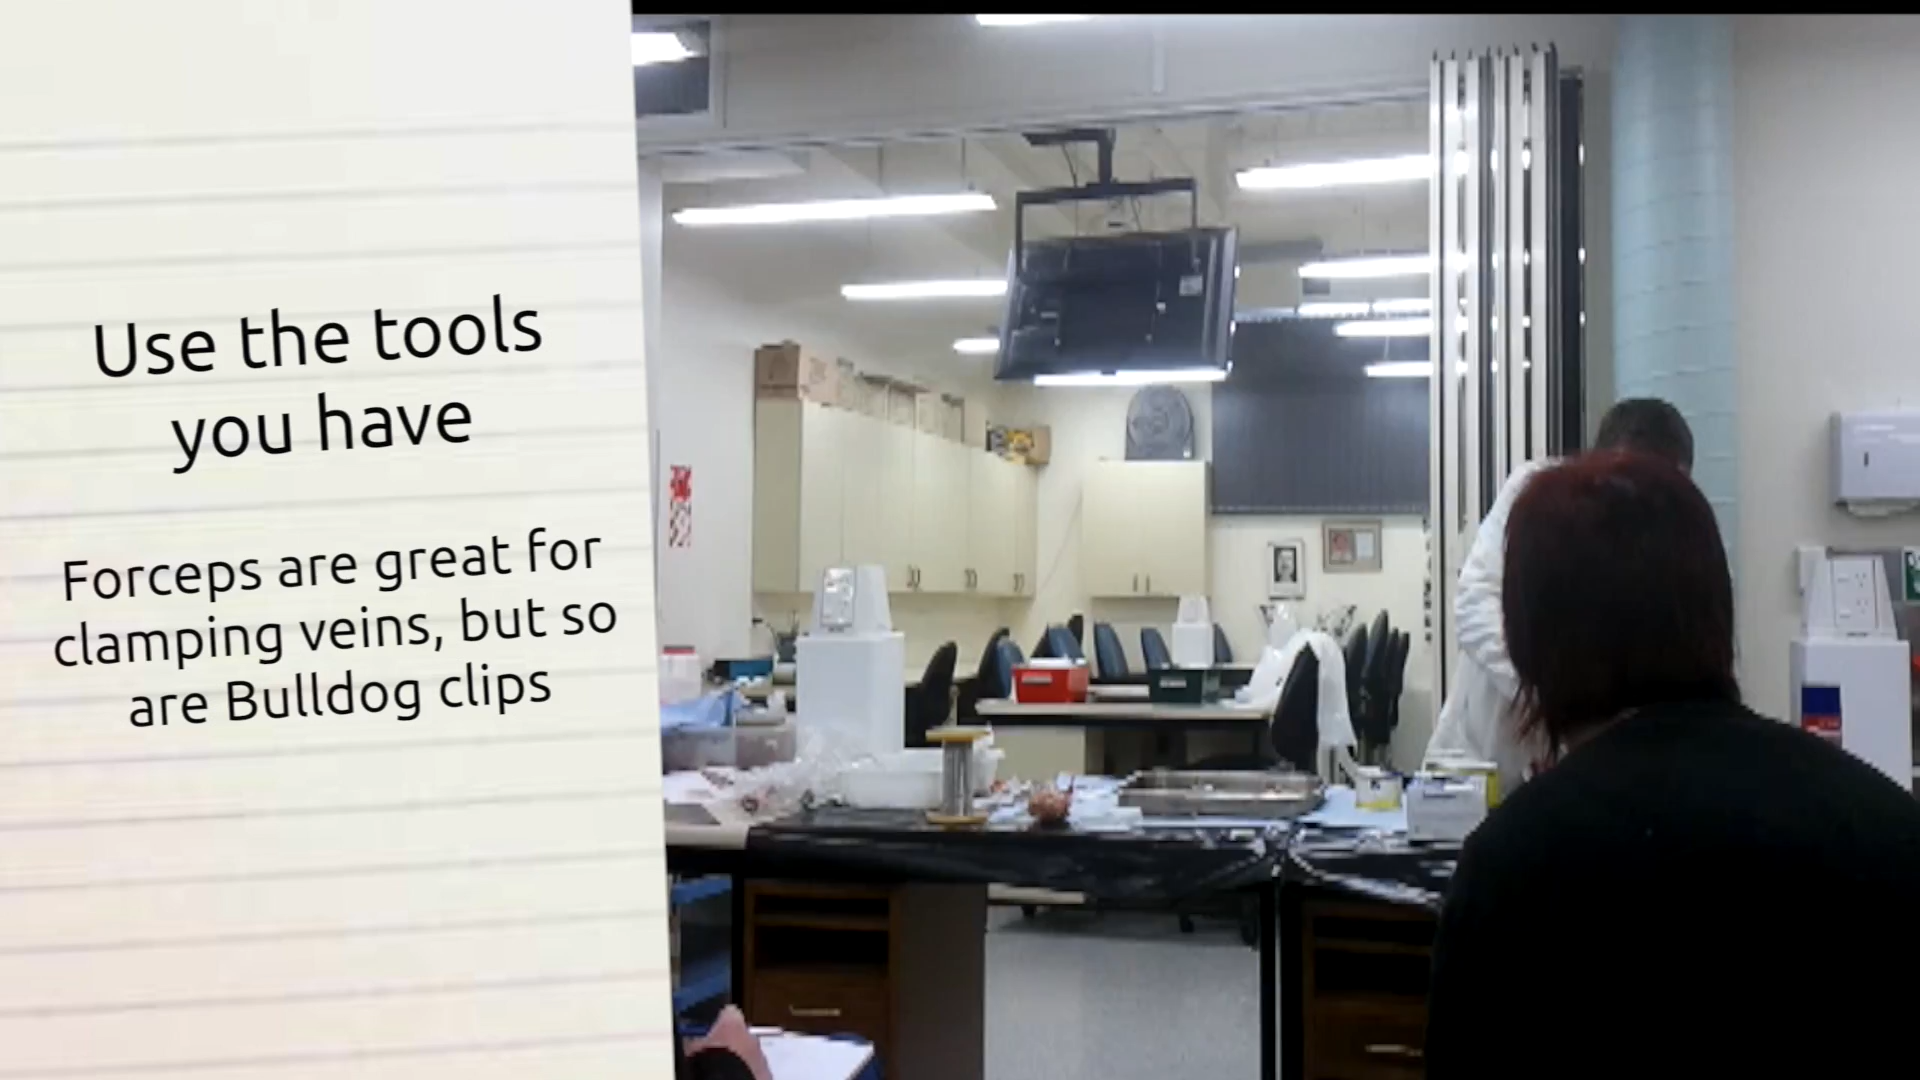 Use the tools
you have
Forceps are great for
clamping veins, but so
are Bulldog clips